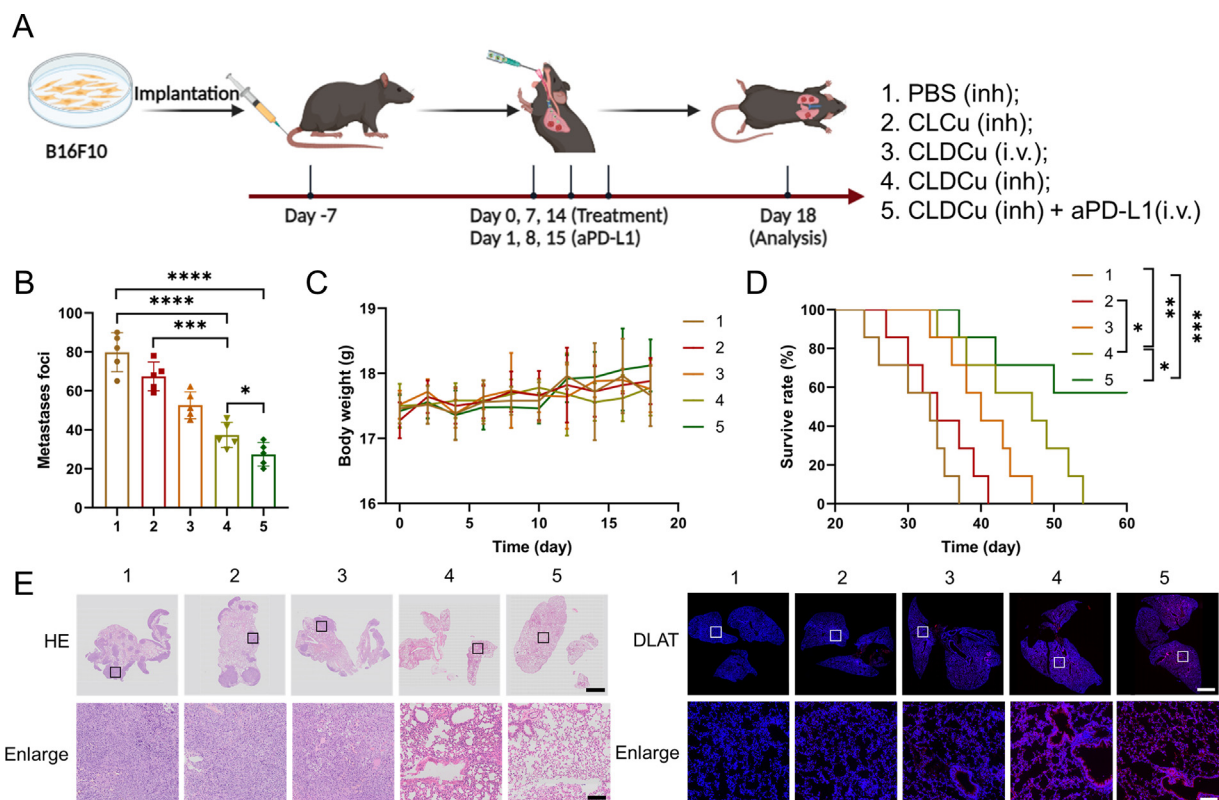 A
Implantation
B16F10
Day -7
Day 0, 7, 14 (Treatment)
Day 1, 8, 15 (aPD-L1)
Day 18
(Analysis)
1. PBS (inh);
2. CLCu (inh);
3. CLDCu (i.v.);
4. CLDCu (inh);
5. CLDCu (inh) + aPD-L1(i.v.)
B
Metastases foci
100
80
60
40
20
0
1 2 3 4 5
****
****
***
*
C
Body weight (g)
19
18
17
16
0 5 10 15 20
Time (day)
1
2
3
4
5
D
Survive rate (%)
100
80
60
40
20
0
20 30 40 50 60
Time (day)
1
2
3
4
5
*
*
**
***
E
1 2 3 4 5
HE
Enlarge
1 2 3 4 5
DLAT
Enlarge